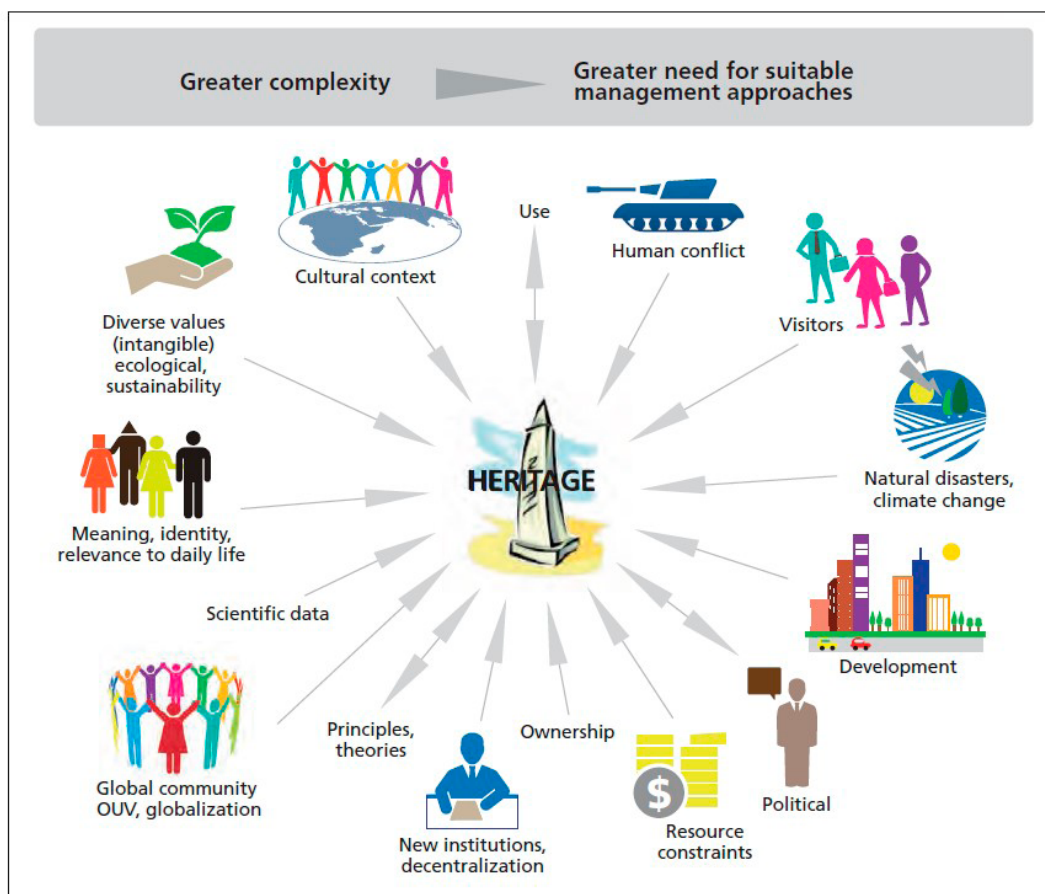 Greater complexity
Greater need for suitable
management approaches
Cultural context
Use
Human conflict
Visitors
Diverse values
(intangible)
ecological,
sustainability
HERITAGE
Natural disasters,
climate change
Meaning, identity,
relevance to daily life
Scientific data
Development
Global community
OUV, globalization
Principles,
theories
New institutions,
decentralization
Ownership
$
Resource
constraints
Political